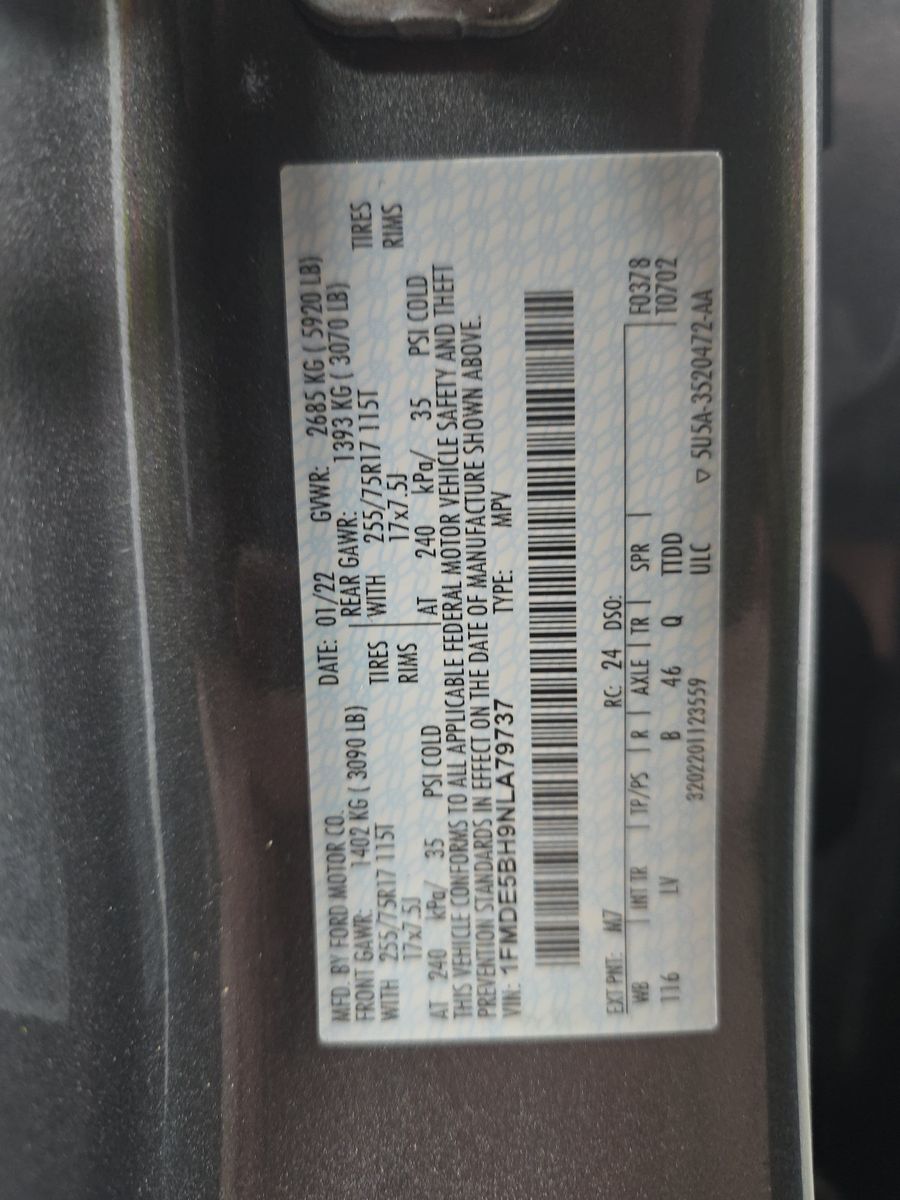 MFD. BY FORD MOTOR CO.
DATE: 01/22 GVWR: 2685 KG ( 5920 LB)
FRONT GAWR: 1402 KG ( 3090 LB) REAR GAWR: 1393 KG ( 3070 LB)
WITH 255/75R17 115T TIRES WITH 255/75R17 115T TIRES
17x7.5J RIMS 17x7.5J RIMS
AT 240 kPa/ 35 PSI COLD AT 240 kPa/ 35 PSI COLD
THIS VEHICLE CONFORMS TO ALL APPLICABLE FEDERAL MOTOR VEHICLE SAFETY AND THEFT
PREVENTION STANDARDS IN EFFECT ON THE DATE OF MANUFACTURE SHOWN ABOVE.
VIN: 1FMDE5BH9NLA79737 TYPE: MPV
EXT PNT: M7 RC: 24 DSO:
WB INT TR TP/PS R AXLE TR SPR F0378
116 LV B 46 Q TTDD T0702
3202201123559 ULC ▽ 5U5A-3520472-AA